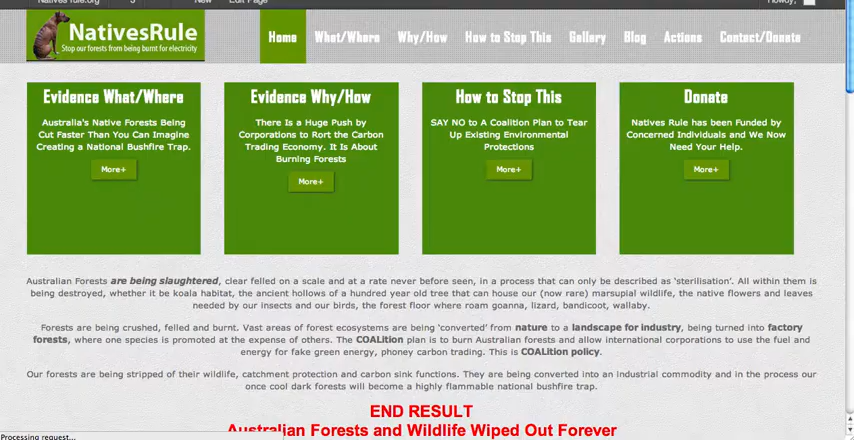 Natives rule.org 3 New Edit Page Howdy,
NativesRule
Stop our forests from being burnt for electricity
Home What/Where Why/How How to Stop This Gallery Blog Actions Contact/Donate
Evidence What/Where
Australia's Native Forests Being
Cut Faster Than You Can Imagine
Creating a National Bushfire Trap.
More+
Evidence Why/How
There Is a Huge Push by
Corporations to Rort the Carbon
Trading Economy. It Is About
Burning Forests
More+
How to Stop This
SAY NO to A Coalition Plan to Tear
Up Existing Environmental
Protections
More+
Donate
Natives Rule has been Funded by
Concerned Individuals and We Now
Need Your Help.
More+
Australian Forests are being slaughtered, clear felled on a scale and at a rate never before seen, in a process that can only be described as 'sterilisation'. All within them is
being destroyed, whether it be koala habitat, the ancient hollows of a hundred year old tree that can house our (now rare) marsupial wildlife, the native flowers and leaves
needed by our insects and our birds, the forest floor where roam goanna, lizard, bandicoot, wallaby.
Forests are being crushed, felled and burnt. Vast areas of forest ecosystems are being 'converted' from nature to a landscape for industry, being turned into factory
forests, where one species is promoted at the expense of others. The COALition plan is to burn Australian forests and allow international corporations to use the fuel and
energy for fake green energy, phoney carbon trading. This is COALition policy.
Our forests are being stripped of their wildlife, catchment protection and carbon sink functions. They are being converted into an industrial commodity and in the process our
once cool dark forests will become a highly flammable national bushfire trap.
END RESULT
Australian Forests and Wildlife Wiped Out Forever
Processing request...